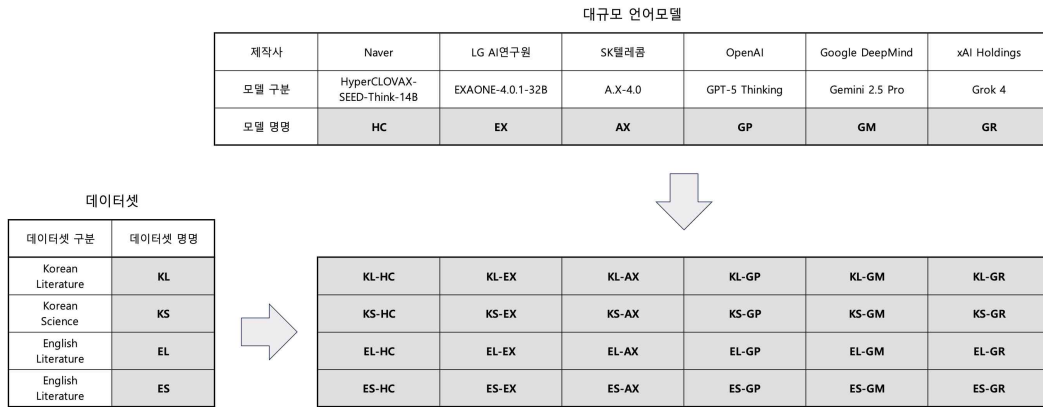 대규모 언어모델
제작사 Naver LG AI연구원 SK텔레콤 OpenAI Google DeepMind xAI Holdings
모델 구분 HyperCLOVAX-
SEED-Think-14B EXAONE-4.0.1-32B A.X-4.0 GPT-5 Thinking Gemini 2.5 Pro Grok 4
모델 명명 HC EX AX GP GM GR
데이터셋
데이터셋 구분 데이터셋 명명
Korean
Literature KL KL-HC KL-EX KL-AX KL-GP KL-GM KL-GR
Korean
Science KS KS-HC KS-EX KS-AX KS-GP KS-GM KS-GR
English
Literature EL EL-HC EL-EX EL-AX EL-GP EL-GM EL-GR
English
Literature ES ES-HC ES-EX ES-AX ES-GP ES-GM ES-GR